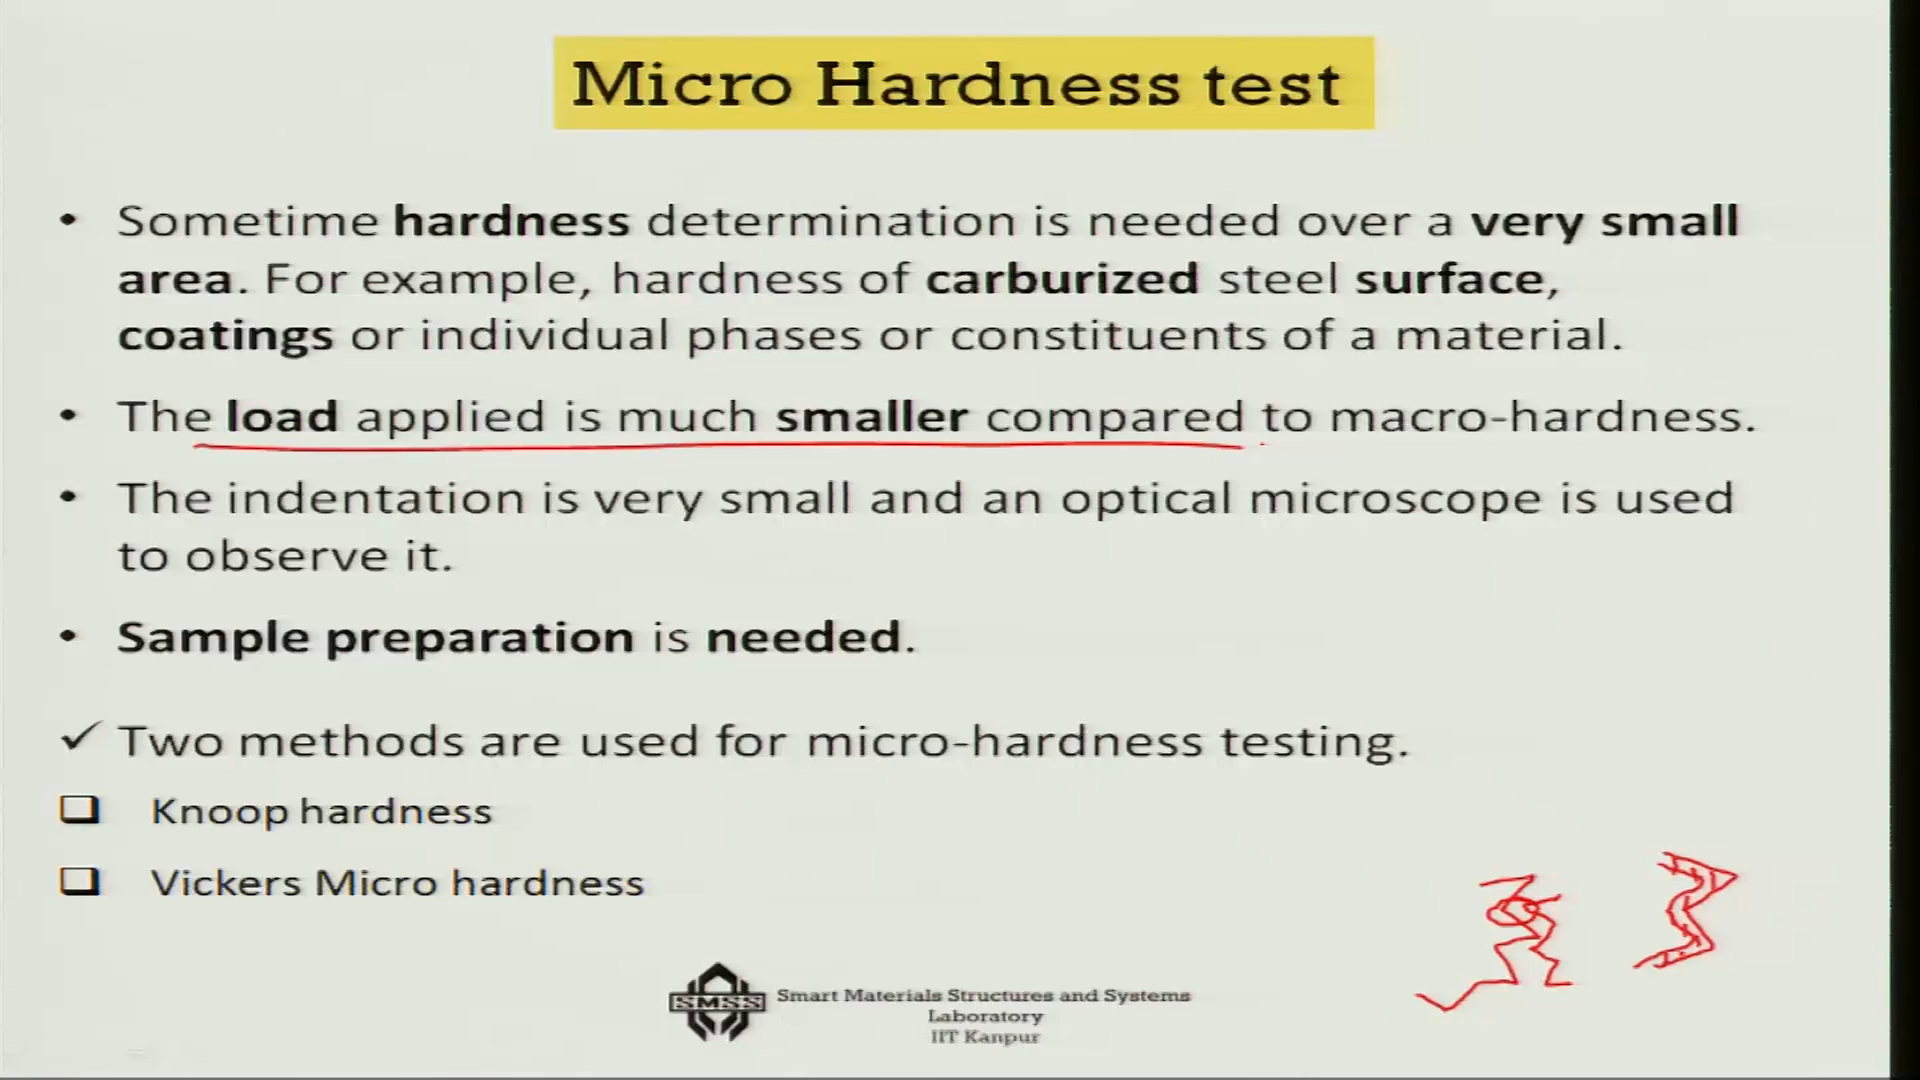 Micro Hardness test
• Sometime hardness determination is needed over a very small
area. For example, hardness of carburized steel surface,
coatings or individual phases or constituents of a material.
• The load applied is much smaller compared to macro-hardness.
• The indentation is very small and an optical microscope is used
to observe it.
• Sample preparation is needed.
✓ Two methods are used for micro-hardness testing.
❑ Knoop hardness
❑ Vickers Micro hardness
SMSS
Smart Materials Structures and Systems
Laboratory
IIT Kanpur